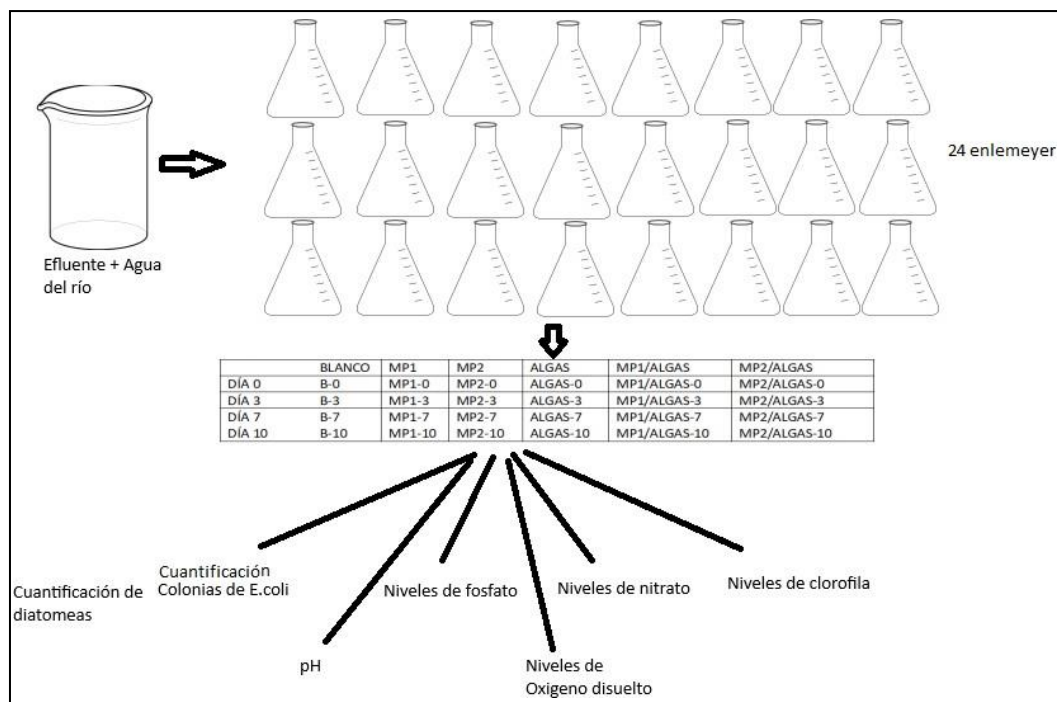 24 enlemeyer
Efluente + Agua
del río
BLANCO MP1 MP2 ALGAS MP1/ALGAS MP2/ALGAS
DÍA 0 B-0 MP1-0 MP2-0 ALGAS-0 MP1/ALGAS-0 MP2/ALGAS-0
DÍA 3 B-3 MP1-3 MP2-3 ALGAS-3 MP1/ALGAS-3 MP2/ALGAS-3
DÍA 7 B-7 MP1-7 MP2-7 ALGAS-7 MP1/ALGAS-7 MP2/ALGAS-7
DÍA 10 B-10 MP1-10 MP2-10 ALGAS-10 MP1/ALGAS-10 MP2/ALGAS-10
Cuantificación de
diatomeas
Cuantificación
Colonias de E.coli
Niveles de fosfato
Niveles de nitrato
Niveles de clorofila
pH
Niveles de
Oxigeno disuelto